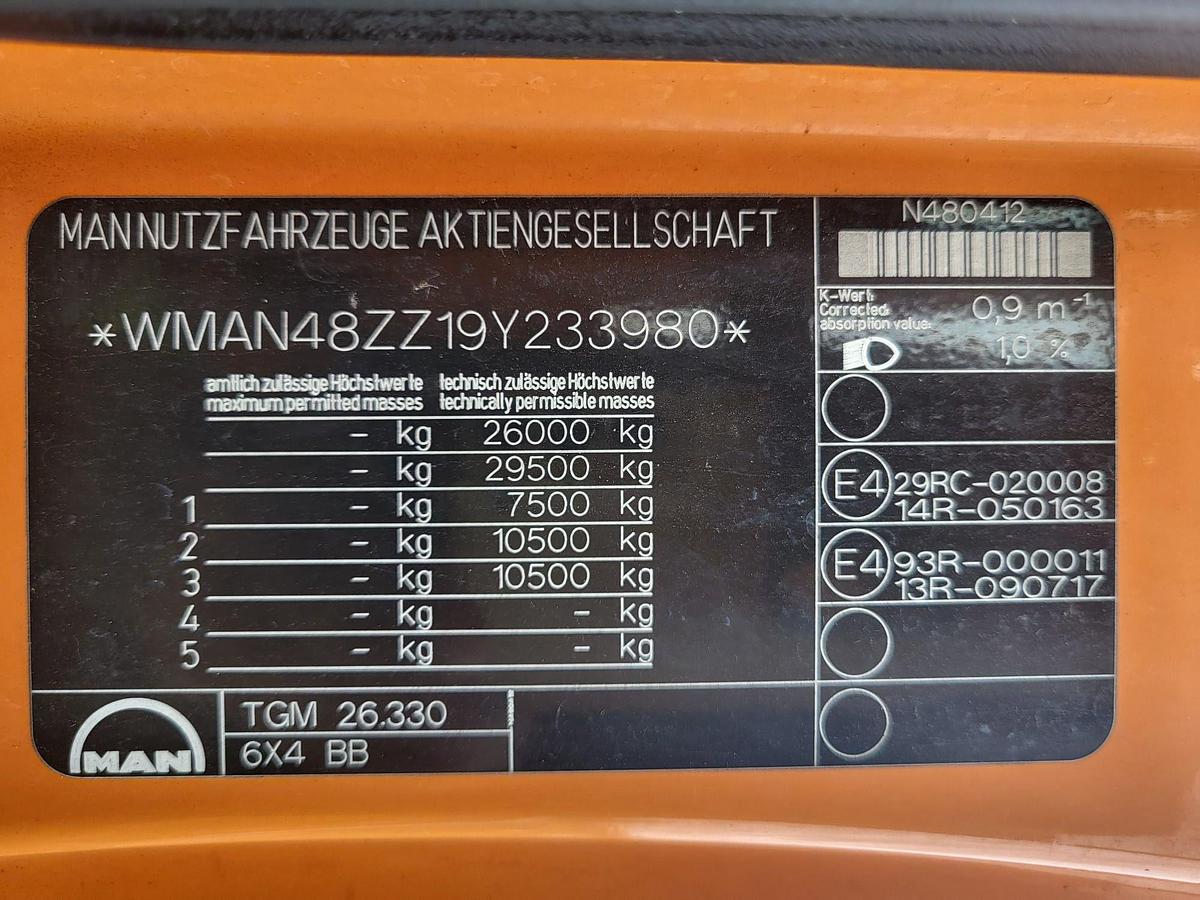 MAN NUTZFAHRZEUGE AKTIENGESELLSCHAFT
*WMAN48ZZ19Y233980*
amtlich zulässige Höchstwerte technisch zulässige Höchstwerte
maximum permitted masses technically permissible masses
- kg 26000 kg
- kg 29500 kg
1 - kg 7500 kg
2 - kg 10500 kg
3 - kg 10500 kg
4 - kg - kg
5 - kg - kg
MAN
TGM 26.330
6X4 BB
N480412
K-Wert: 0,9 m⁻¹
Corrected
absorption value:
1,0 %
E4 29RC-020008
14R-050163
E4 93R-000011
13R-090717